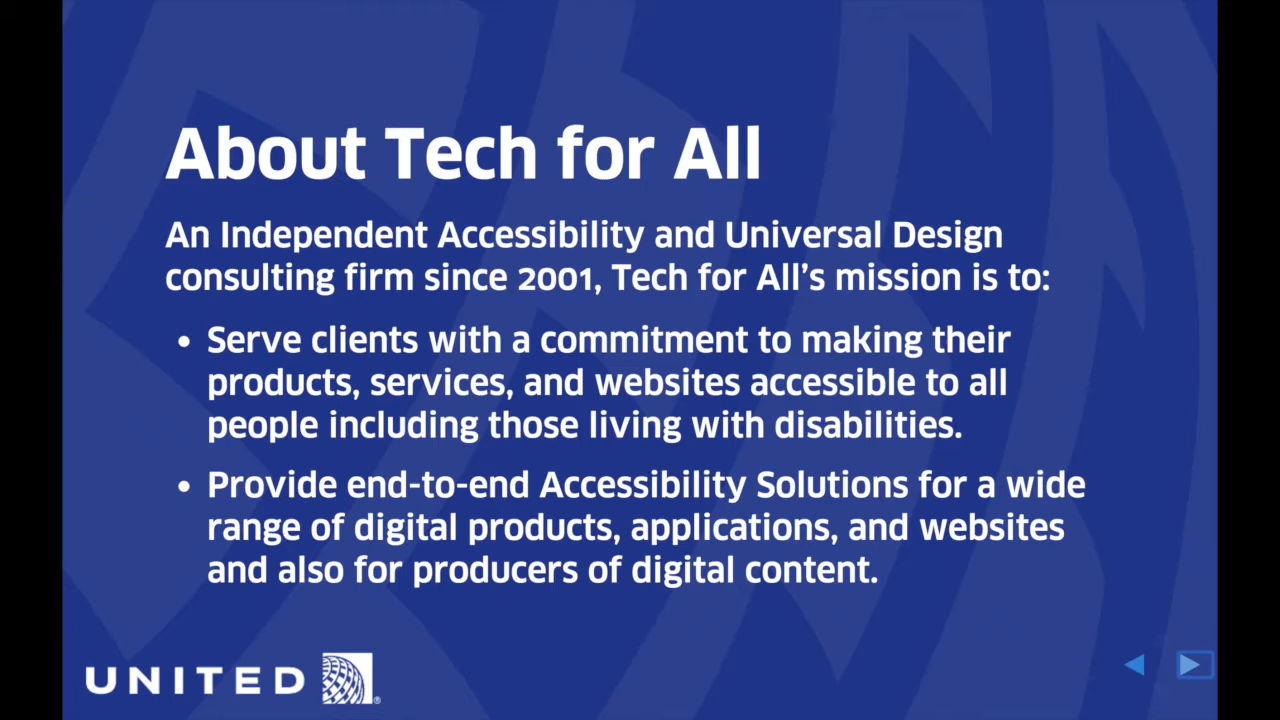 About Tech for All
An Independent Accessibility and Universal Design
consulting firm since 2001, Tech for All’s mission is to:
• Serve clients with a commitment to making their
products, services, and websites accessible to all
people including those living with disabilities.
• Provide end-to-end Accessibility Solutions for a wide
range of digital products, applications, and websites
and also for producers of digital content.
UNITED ®